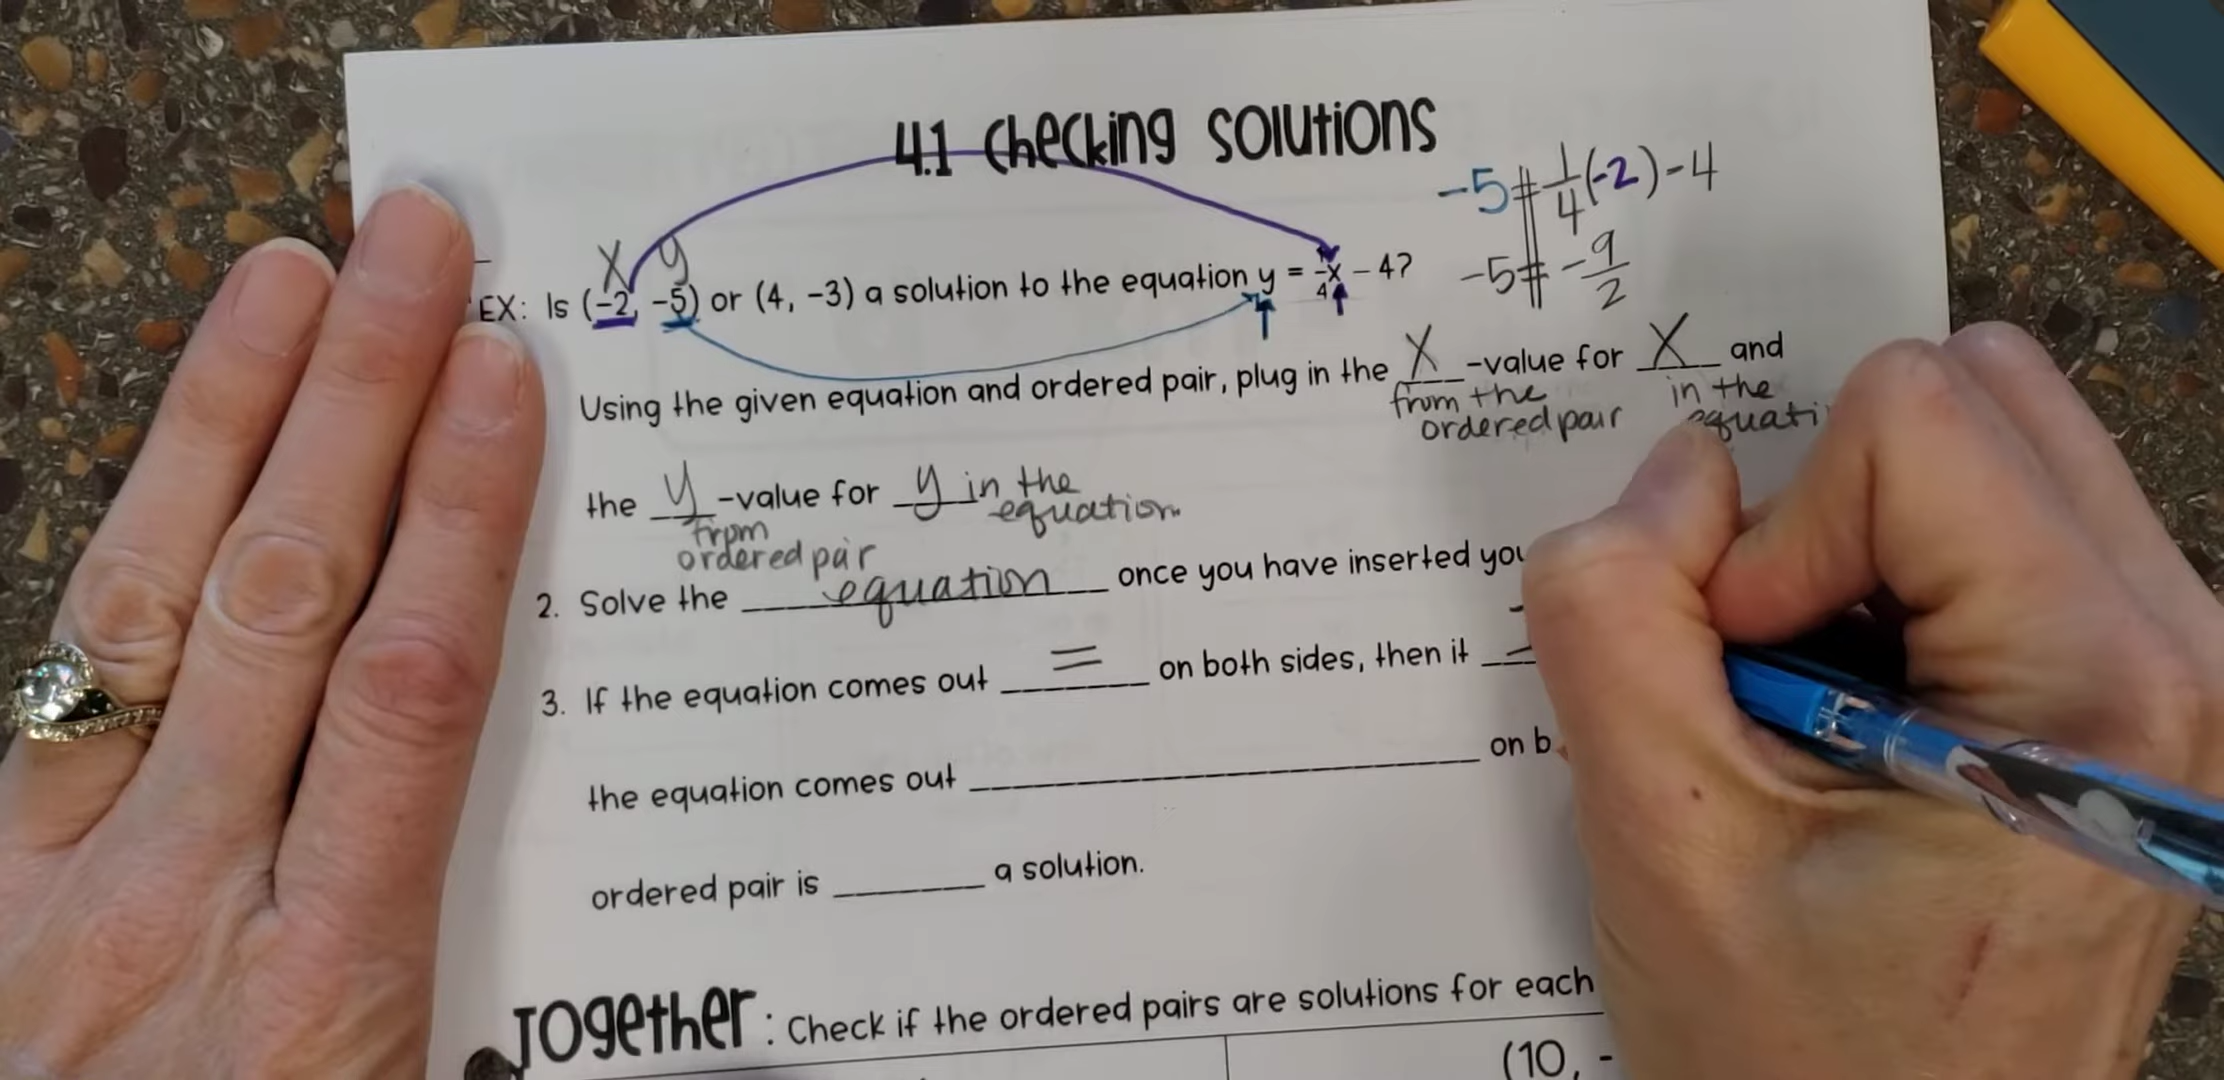 4.1 Checking Solutions
-5 ≠ 1/4(-2)-4
-5 ≠ -9/2
x y
EX: Is (-2, -5) or (4, -3) a solution to the equation y = 1/4x - 4?
Using the given equation and ordered pair, plug in the X -value for X and
from the ordered pair
in the
the y -value for y in the equation
from ordered pair
2. Solve the equation once you have inserted
3. If the equation comes out = on both sides, then it
the equation comes out ______ on
ordered pair is ______ a solution.
Together: Check if the ordered pairs are solutions for each
(10, -